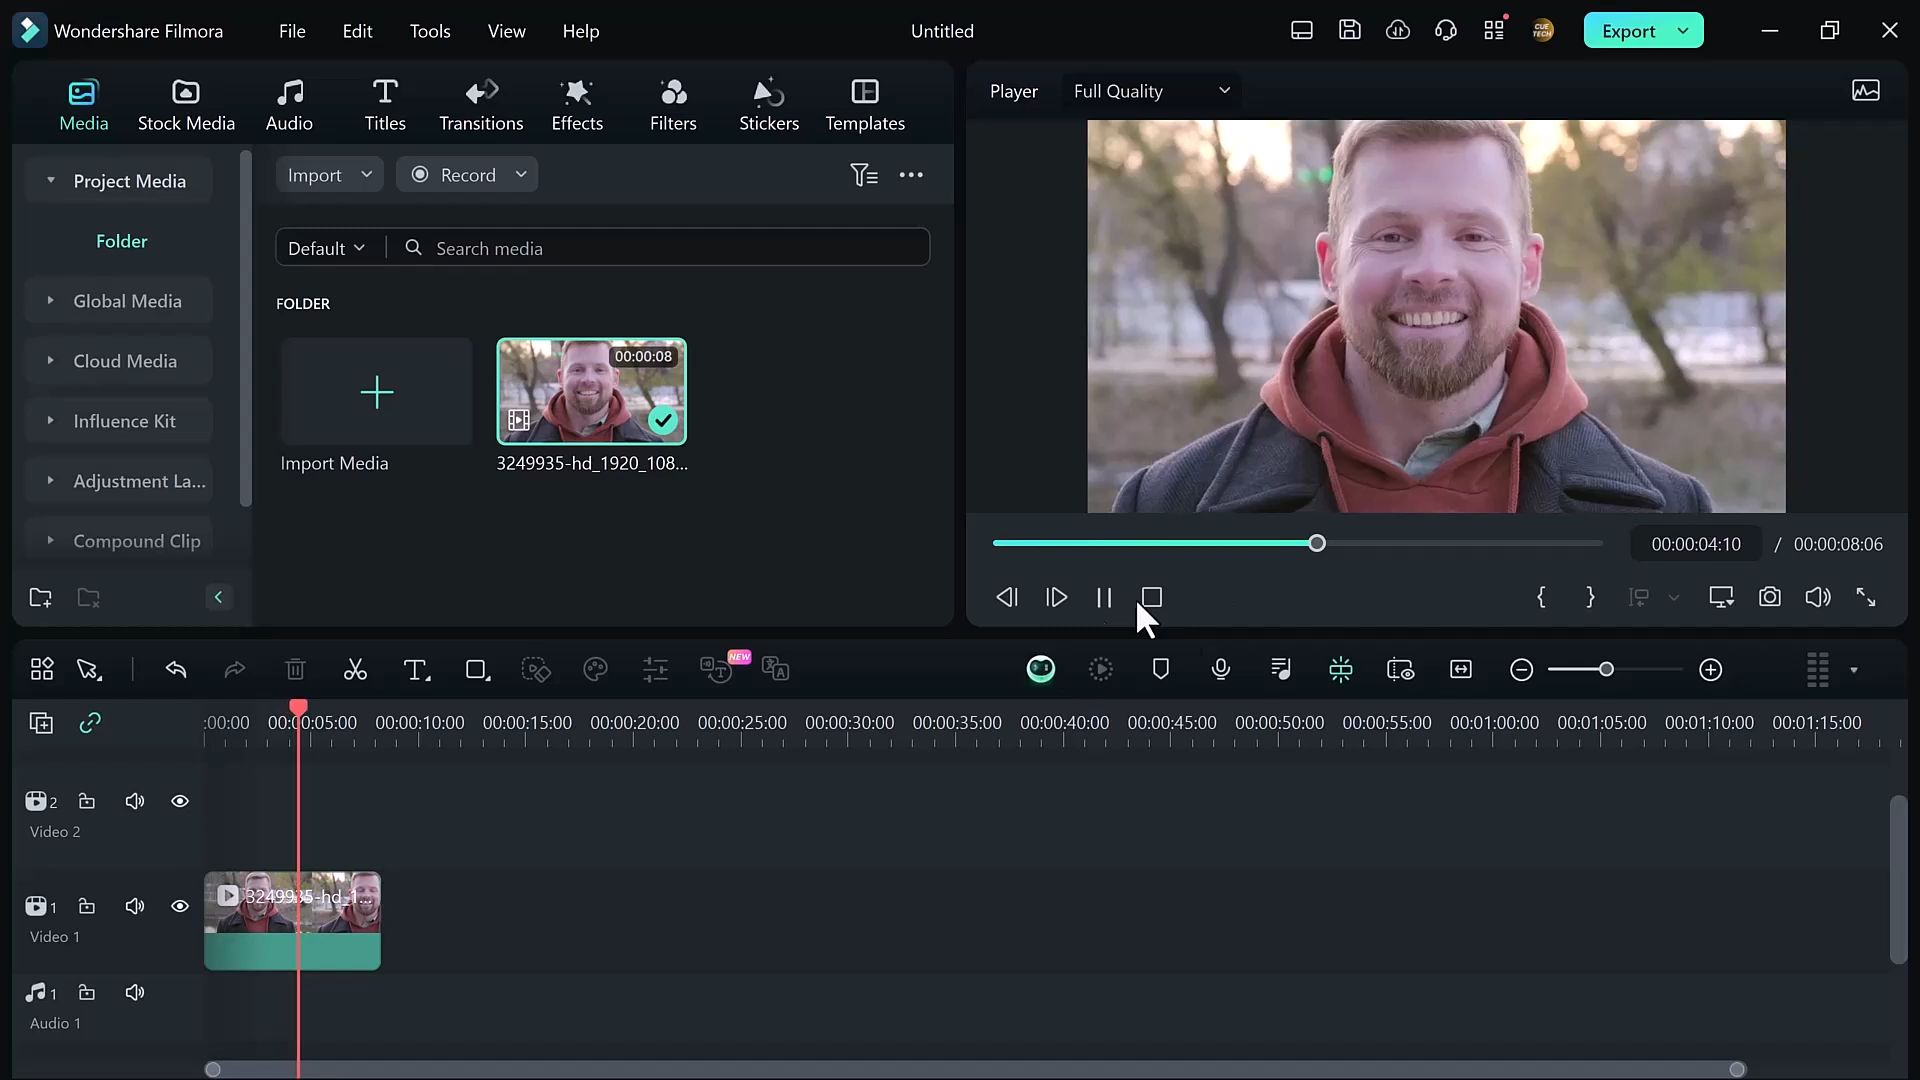 Wondershare Filmora
File
Edit
Tools
View
Help
Untitled
CUE TECH
Export
Media
Stock Media
Audio
Titles
Transitions
Effects
Filters
Stickers
Templates
Player
Full Quality
Project Media
Folder
Global Media
Cloud Media
Influence Kit
Adjustment La...
Compound Clip
Import
Record
Default
Search media
FOLDER
Import Media
00:00:08
3249935-hd_1920_108...
00:00:04:10 / 00:00:08:06
NEW
:00:00
00:00:05:00
00:00:10:00
00:00:15:00
00:00:20:00
00:00:25:00
00:00:30:00
00:00:35:00
00:00:40:00
00:00:45:00
00:00:50:00
00:00:55:00
00:01:00:00
00:01:05:00
00:01:10:00
00:01:15:00
2
Video 2
1
Video 1
3249935-hd_1...
1
Audio 1